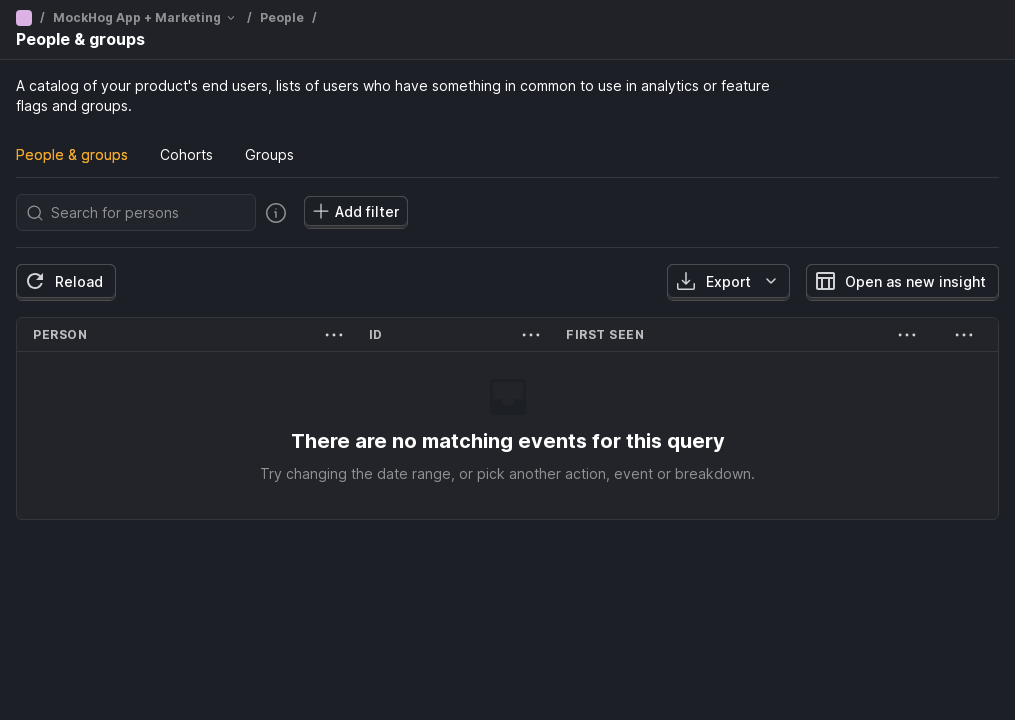 / MockHog App + Marketing / People /
People & groups
A catalog of your product's end users, lists of users who have something in common to use in analytics or feature
flags and groups.
People & groups Cohorts Groups
Search for persons Add filter
Reload Export Open as new insight
PERSON ID FIRST SEEN
There are no matching events for this query
Try changing the date range, or pick another action, event or breakdown.